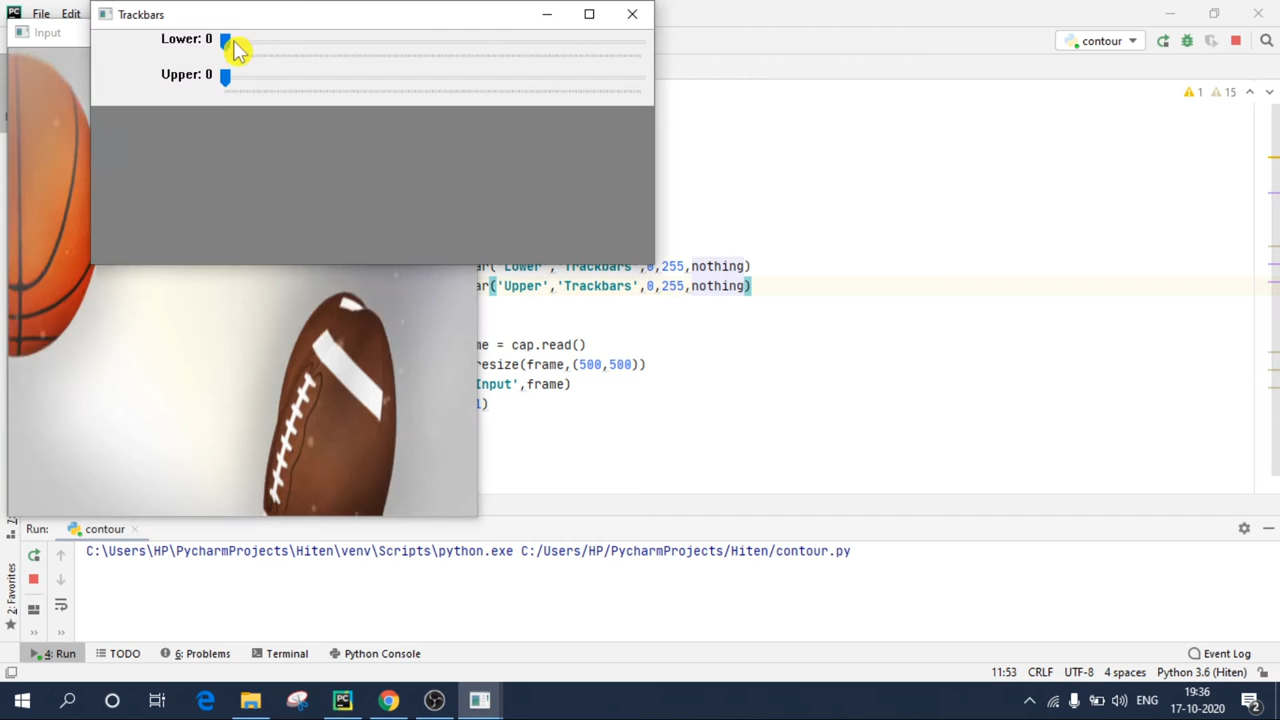 File Edit
Trackbars
Input
Lower: 0
Upper: 0
contour
1 15
ar('Lower','Trackbars',0,255,nothing)
ar('Upper','Trackbars',0,255,nothing)
me = cap.read()
resize(frame,(500,500))
Input',frame)
1)
Run: contour
C:\Users\HP\PycharmProjects\Hiten\venv\Scripts\python.exe C:/Users/HP/PycharmProjects/Hiten/contour.py
2: Favorites
4: Run TODO 6: Problems Terminal Python Console Event Log
11:53 CRLF UTF-8 4 spaces Python 3.6 (Hiten)
ENG 19:36
17-10-2020 2